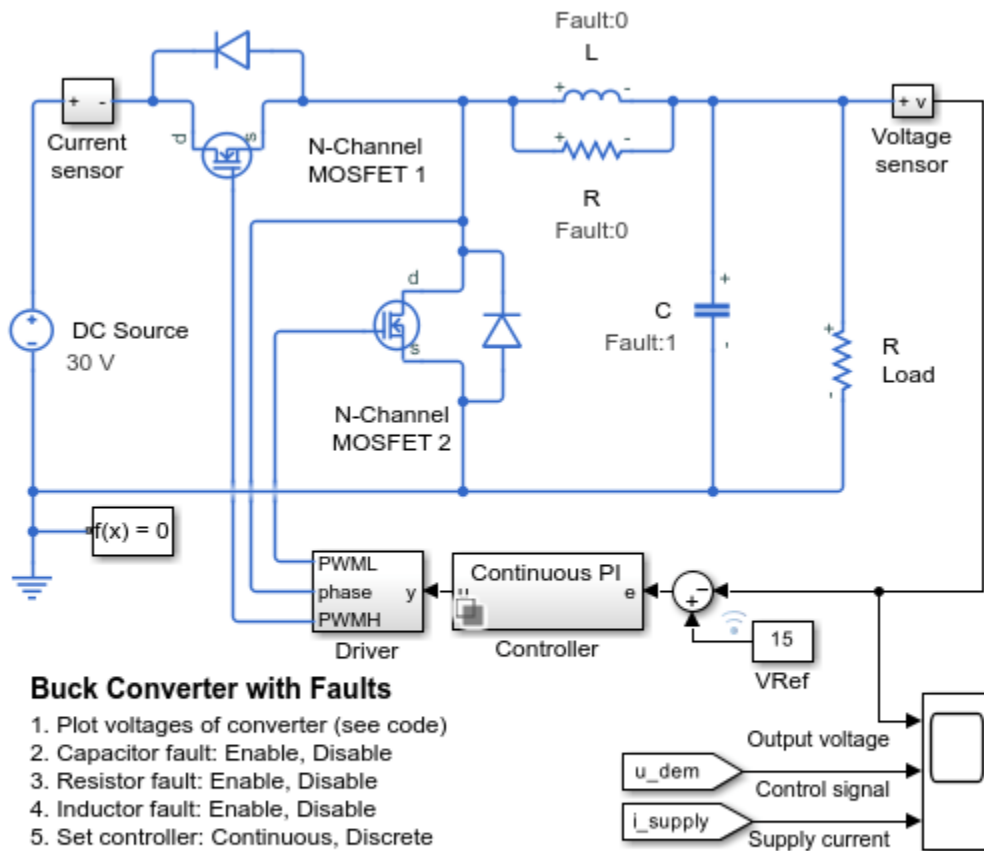 Fault:0
L
+ -
+ -
Current
sensor
d
s
N-Channel
MOSFET 1
+ -
R
Fault:0
+ v
Voltage
sensor
+
-
DC Source
30 V
d
s
N-Channel
MOSFET 2
+
C
Fault:1
-
+
R
Load
-
f(x) = 0
PWML
phase
PWMH
y
Driver
Continuous PI
u
e
Controller
-
+
15
VRef
Buck Converter with Faults
1. Plot voltages of converter (see code)
2. Capacitor fault: Enable, Disable
3. Resistor fault: Enable, Disable
4. Inductor fault: Enable, Disable
5. Set controller: Continuous, Discrete
Output voltage
u_dem
Control signal
i_supply
Supply current